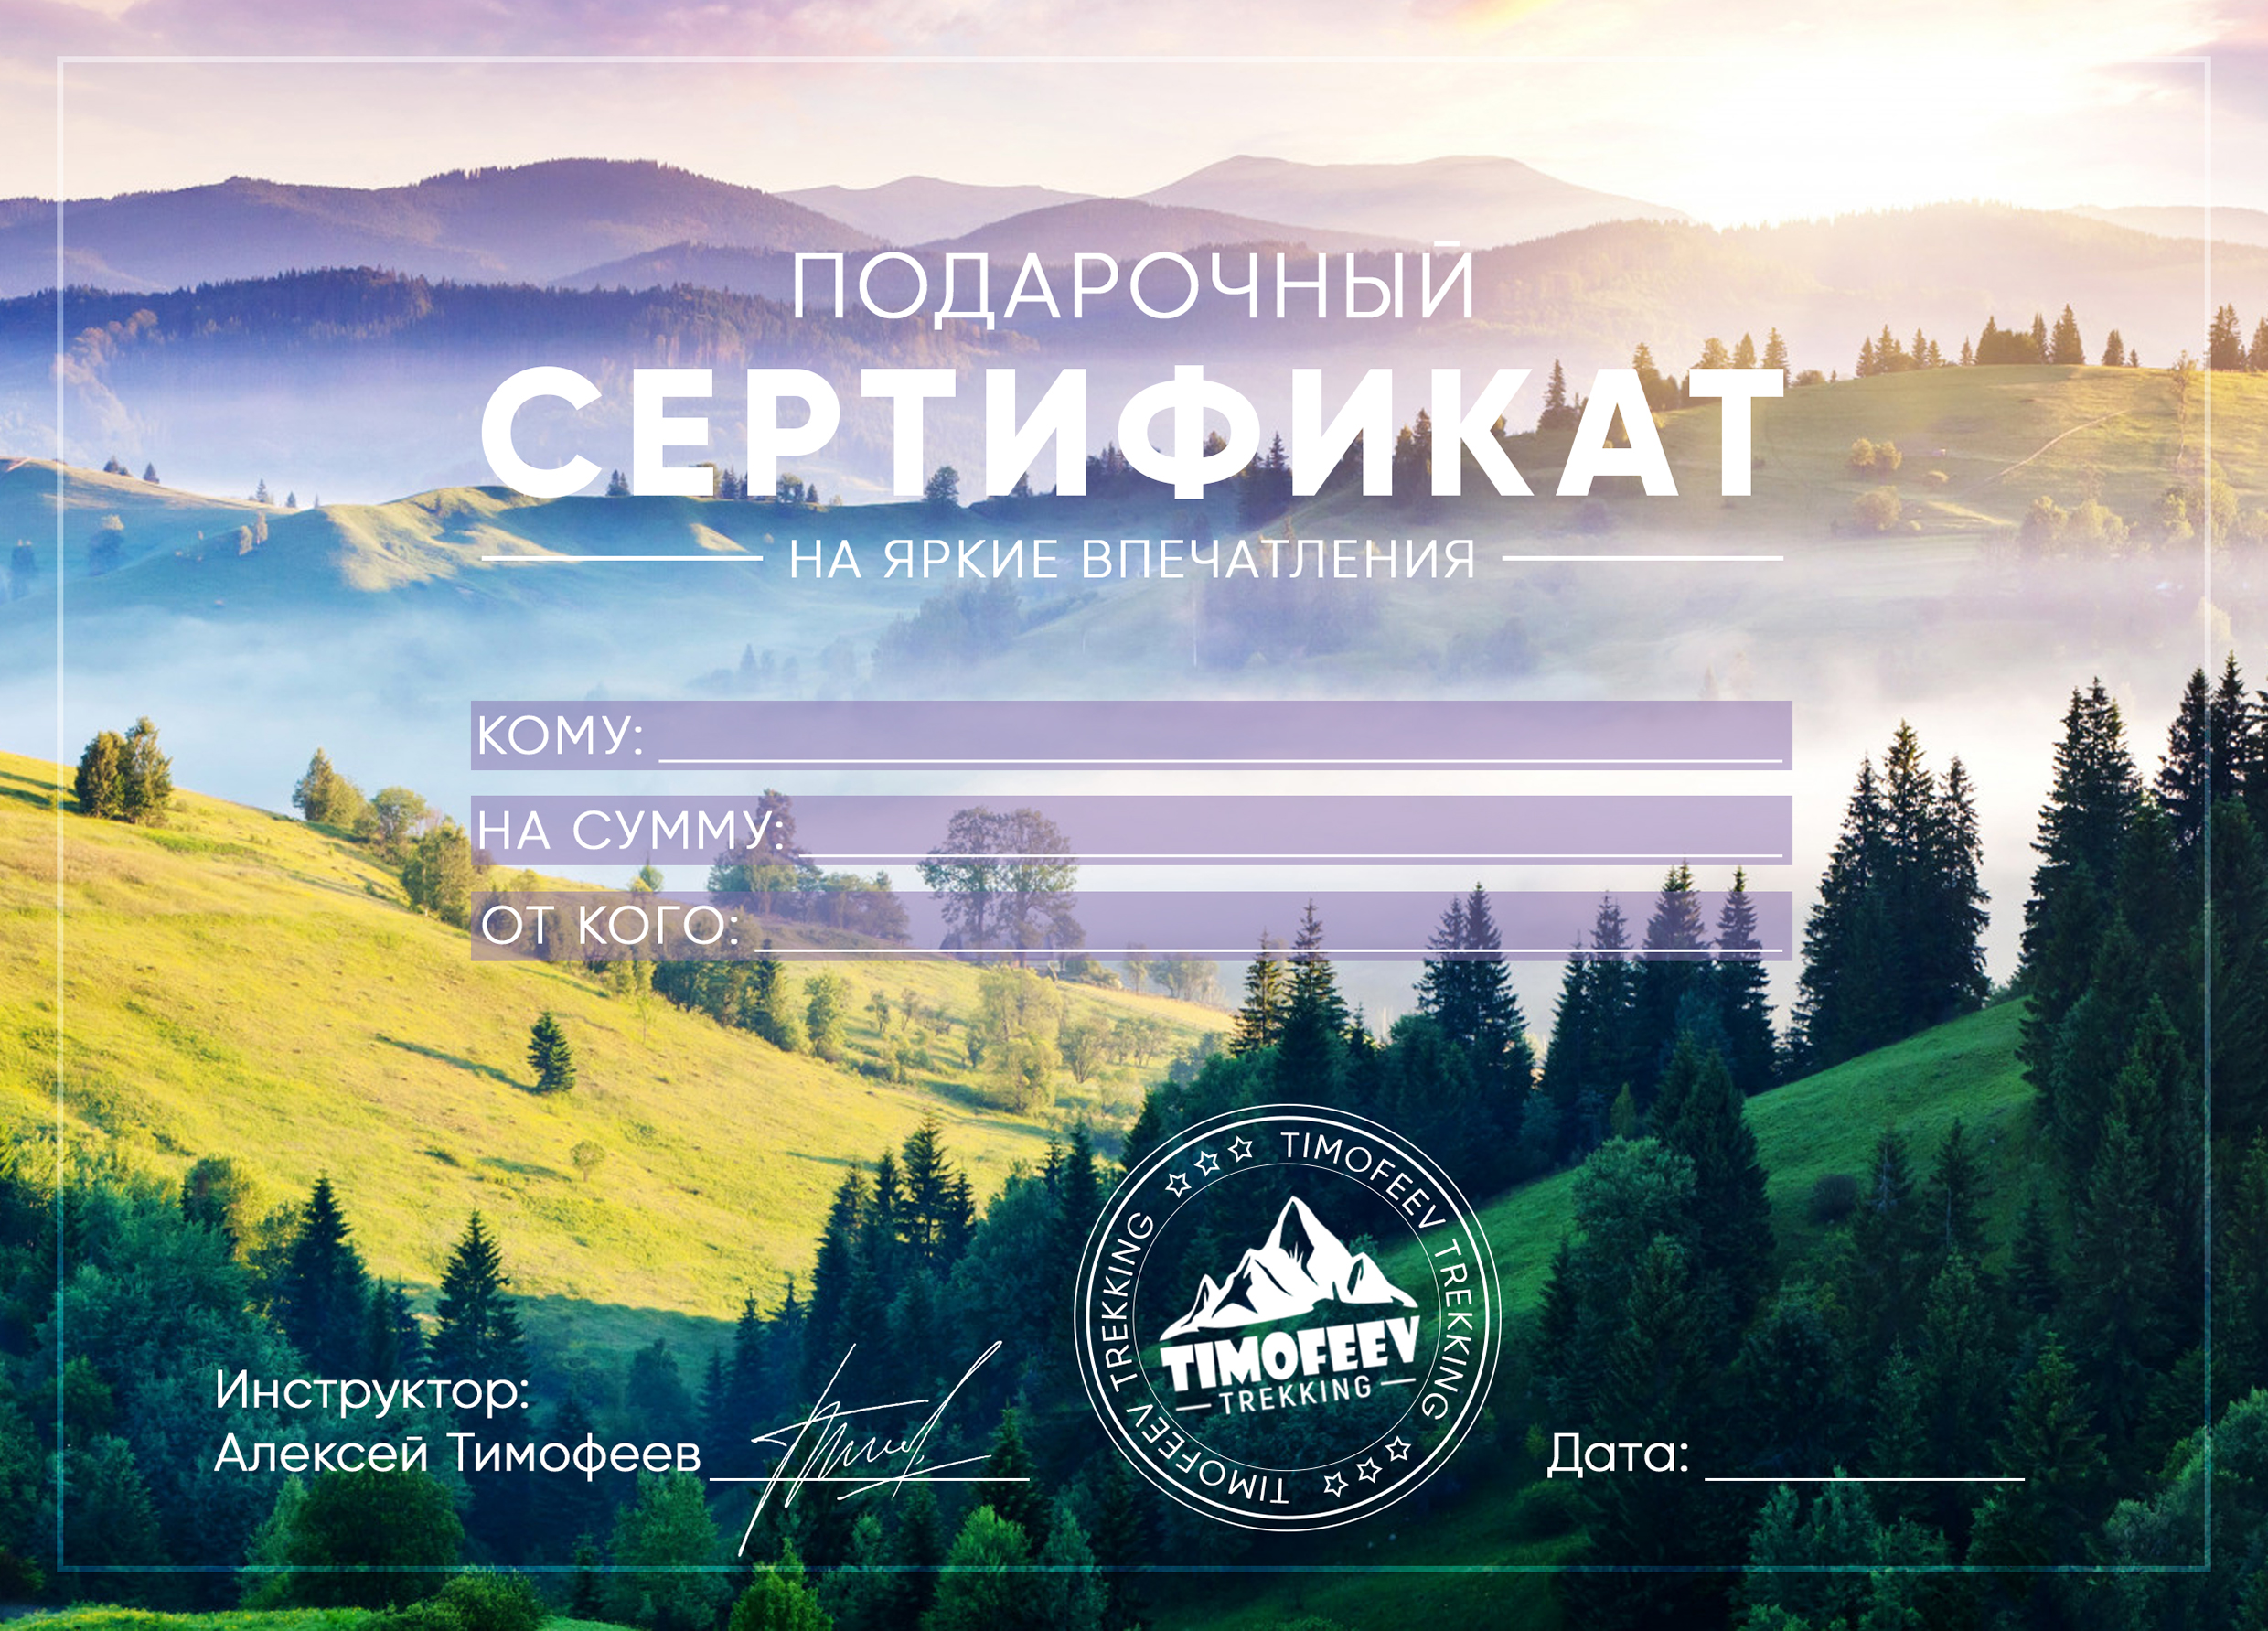 ПОДАРОЧНЫЙ
СЕРТИФИКАТ
НА ЯРКИЕ ВПЕЧАТЛЕНИЯ
КОМУ:
НА СУММУ:
ОТ КОГО:
TIMOFEEV TREKKING
TIMOFEEV TREKKING
TIMOFEEV
TREKKING
Инструктор:
Алексей Тимофеев
Дата: